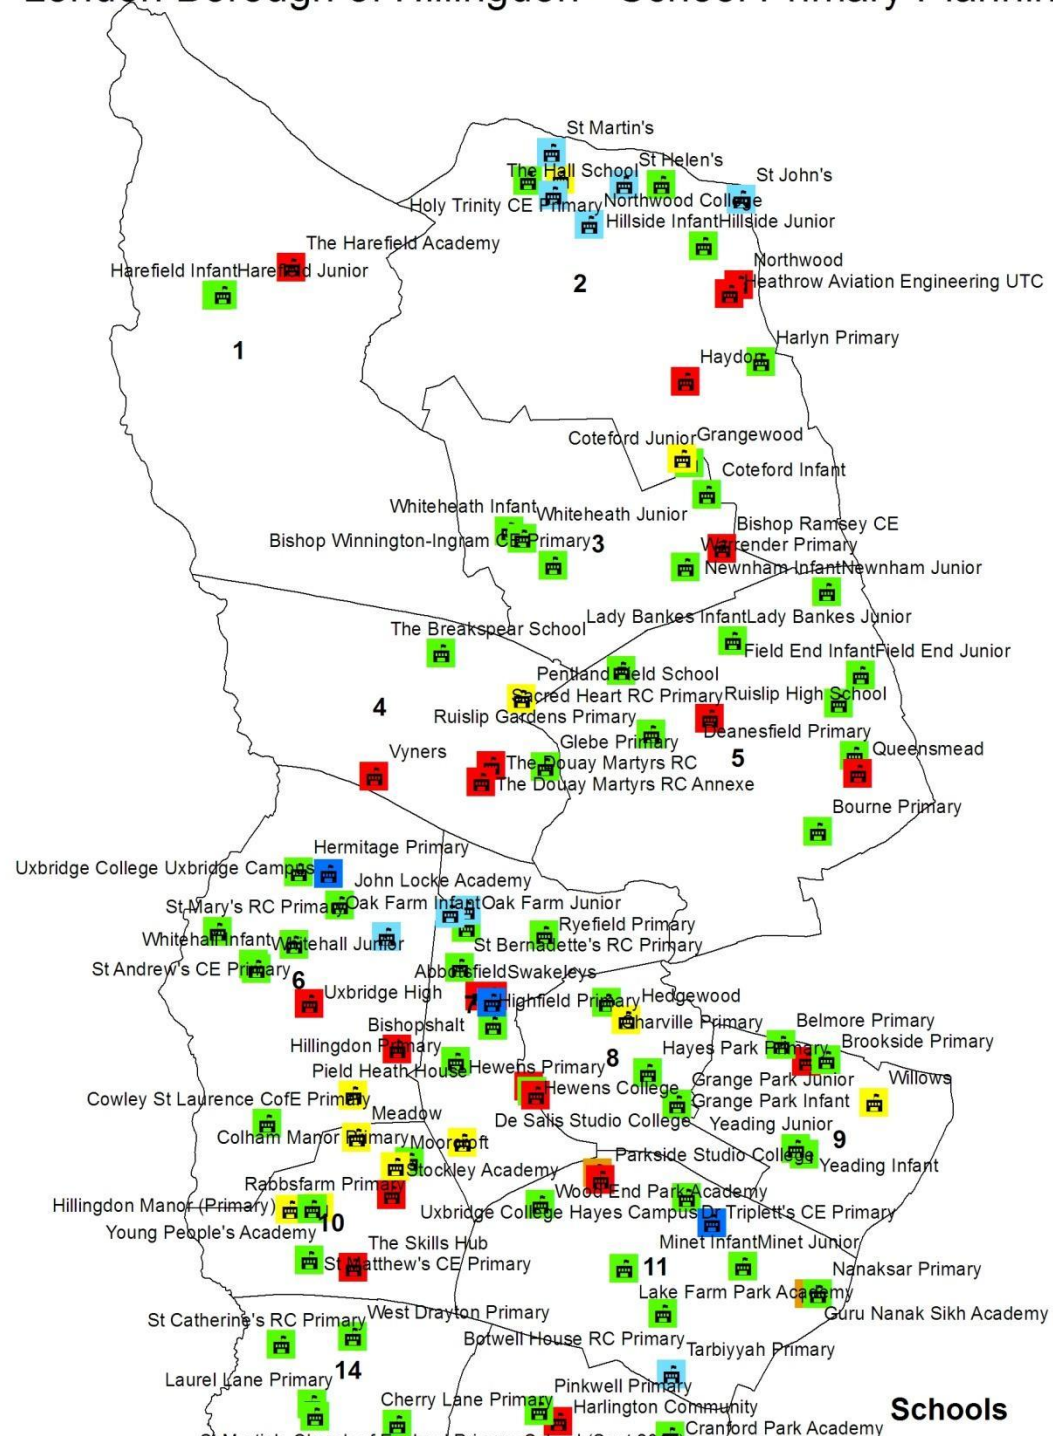 London Borough of Hillingdon - School Primary Plannin
St Martin's
The Hall School
St Helen's
St John's
Holy Trinity CE Primary
Northwood College
Hillside Infant
Hillside Junior
The Harefield Academy
Northwood
Harefield Infant
Harefield Junior
Heathrow Aviation Engineering UTC
2
1
Harlyn Primary
Haydon
Coteford Junior
Grangewood
Coteford Infant
Whiteheath Infant
Whiteheath Junior
Bishop Ramsey CE
Bishop Winnington-Ingram CE Primary
3
Warrender Primary
Newnham Infant
Newnham Junior
Lady Bankes Infant
Lady Bankes Junior
The Breakspear School
Field End Infant
Field End Junior
Pentland Field School
Sacred Heart RC Primary
Ruislip High School
4
Ruislip Gardens Primary
Deanesfield Primary
Glebe Primary
Vyners
5
Queensmead
The Douay Martyrs RC
The Douay Martyrs RC Annexe
Bourne Primary
Hermitage Primary
Uxbridge College Uxbridge Campus
John Locke Academy
St Mary's RC Primary
Oak Farm Infant
Oak Farm Junior
Ryefield Primary
Whitehall Infant
Whitehall Junior
St Bernadette's RC Primary
St Andrew's CE Primary
Abbotsfield
Swakeleys
6
Uxbridge High
7
Highfield Primary
Hedgewood
Bishopshalt
Charville Primary
Belmore Primary
Hillingdon Primary
Hayes Park Primary
Brookside Primary
8
Pield Heath House
Hewens Primary
Grange Park Junior
Willows
Hewens College
Cowley St Laurence CofE Primary
Grange Park Infant
Meadow
De Salis Studio College
Yeading Junior
Colham Manor Primary
Moorcroft
9
Parkside Studio College
Yeading Infant
Stockley Academy
Rabbsfarm Primary
Wood End Park Academy
Hillingdon Manor (Primary)
10
Uxbridge College Hayes Campus
Dr Triplett's CE Primary
Young People's Academy
The Skills Hub
Minet Infant
Minet Junior
St Matthew's CE Primary
11
Nanaksar Primary
Lake Farm Park Academy
Guru Nanak Sikh Academy
West Drayton Primary
St Catherine's RC Primary
Botwell House RC Primary
Tarbiyyah Primary
14
Laurel Lane Primary
Pinkwell Primary
Cherry Lane Primary
Harlington Community
Schools
Cranford Park Academy